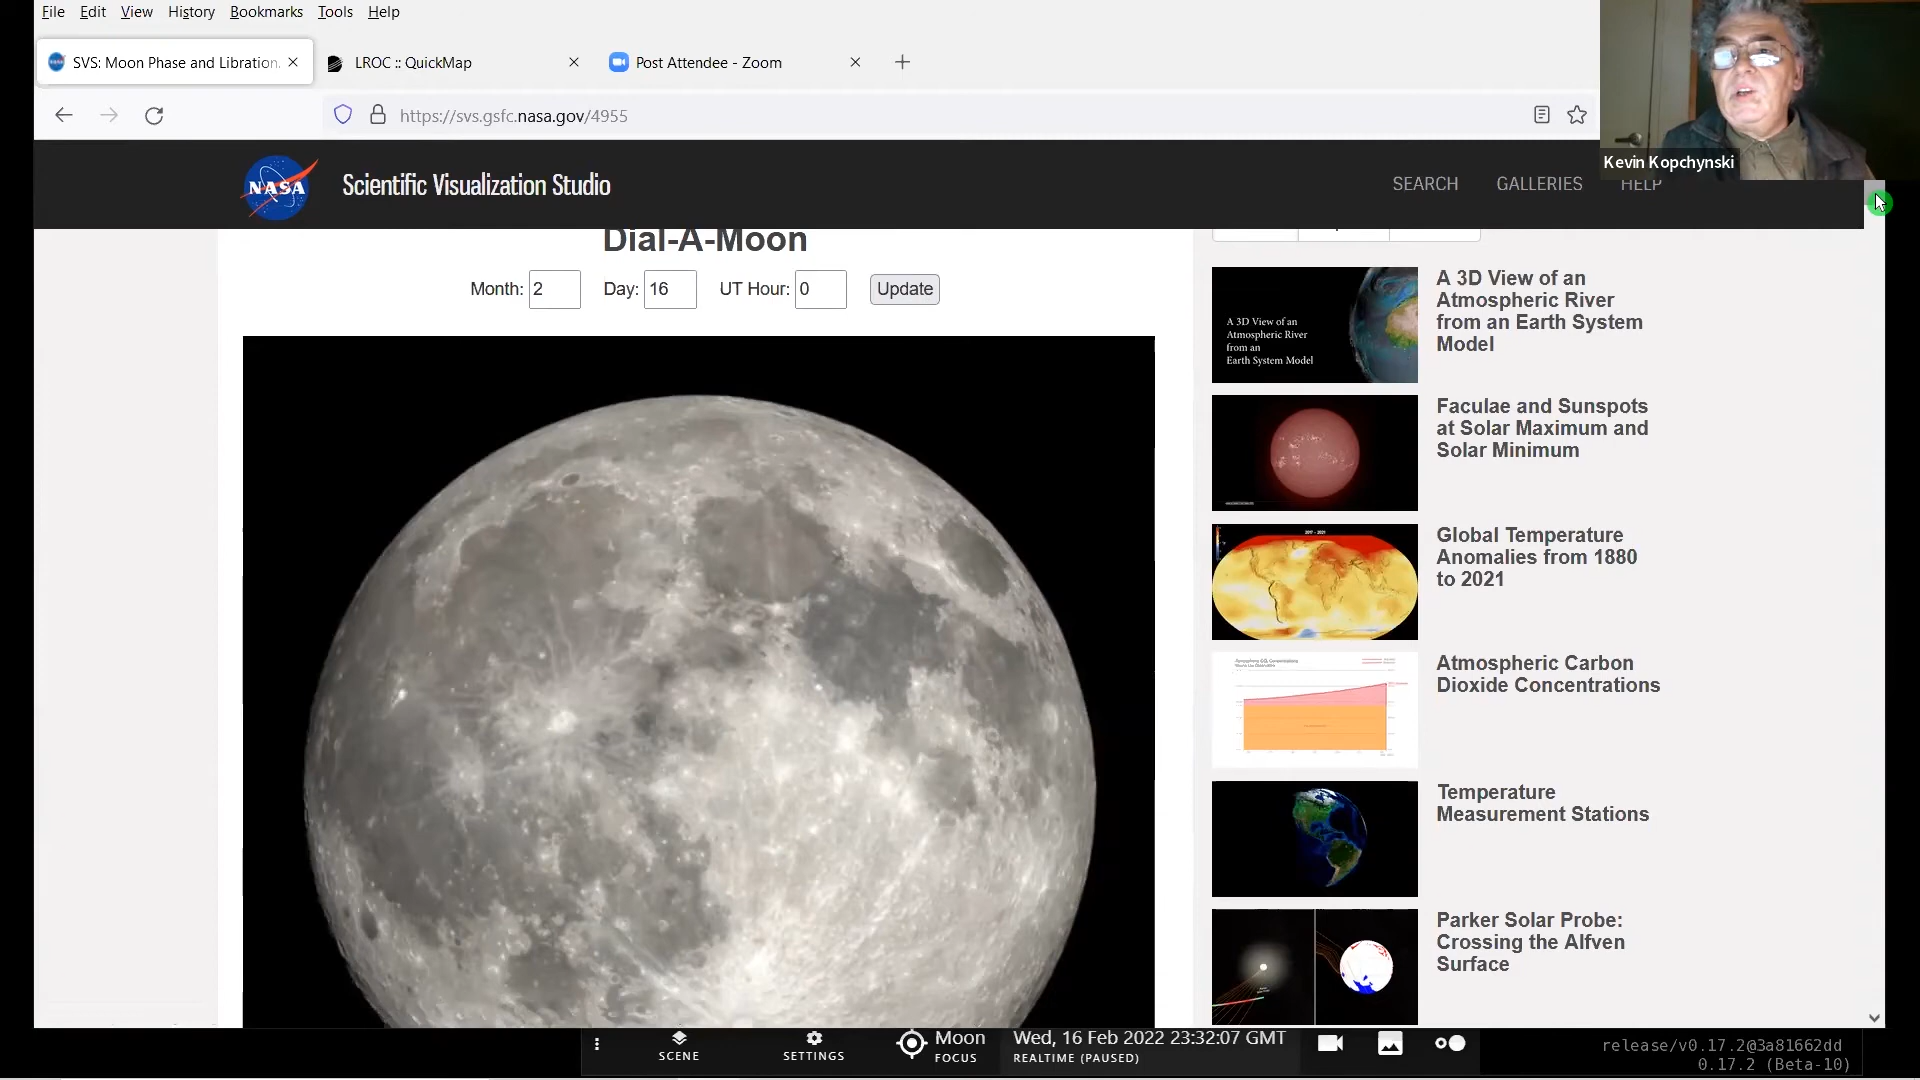 File Edit View History Bookmarks Tools Help
SVS: Moon Phase and Libration,
LROC :: QuickMap
Post Attendee - Zoom
https://svs.gsfc.nasa.gov/4955
Kevin Kopchynski
NASA
Scientific Visualization Studio
SEARCH GALLERIES HELP
Dial-A-Moon
Month: 2 Day: 16 UT Hour: 0 Update
A 3D View of an
Atmospheric River
from an
Earth System Model
A 3D View of an
Atmospheric River
from an Earth System
Model
Faculae and Sunspots
at Solar Maximum and
Solar Minimum
2017 - 2021
Global Temperature
Anomalies from 1880
to 2021
Atmospheric Carbon
Dioxide Concentrations
Temperature
Measurement Stations
Parker Solar Probe:
Crossing the Alfven
Surface
SCENE
SETTINGS
Moon
FOCUS
Wed, 16 Feb 2022 23:32:07 GMT
REALTIME (PAUSED)
release/v0.17.2@3a81662dd
0.17.2 (Beta-10)